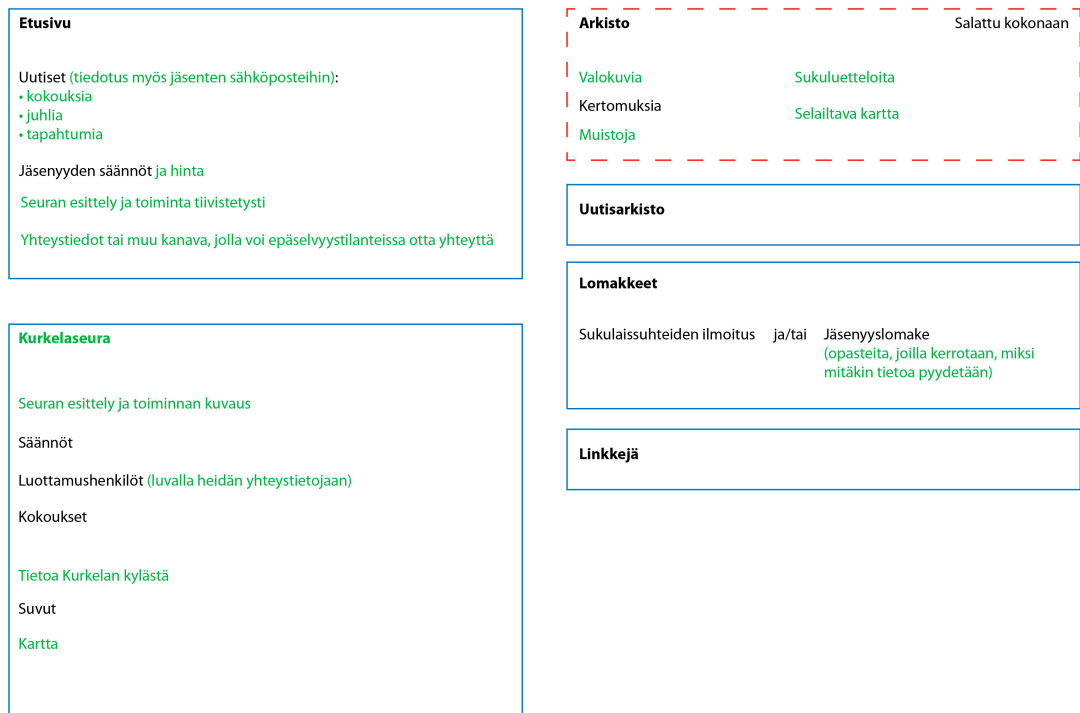 Etusivu
Uutiset (tiedotus myös jäsenten sähköposteihin):
• kokouksia
• juhlia
• tapahtumia
Jäsenyyden säännöt ja hinta
Seuran esittely ja toiminta tiivistetysti
Yhteystiedot tai muu kanava, jolla voi epäselvyystilanteissa otta yhteyttä
Kurkelaseura
Seuran esittely ja toiminnan kuvaus
Säännöt
Luottamushenkilöt (luvalla heidän yhteystietojaan)
Kokoukset
Tietoa Kurkelan kylästä
Suvut
Kartta
Arkisto Salattu kokonaan
Valokuvia Sukuluetteloita
Kertomuksia
Selailtava kartta
Muistoja
Uutisarkisto
Lomakkeet
Sukulaissuhteiden ilmoitus ja/tai Jäsenyyslomake
(opasteita, joilla kerrotaan, miksi
mitäkin tietoa pyydetään)
Linkkejä